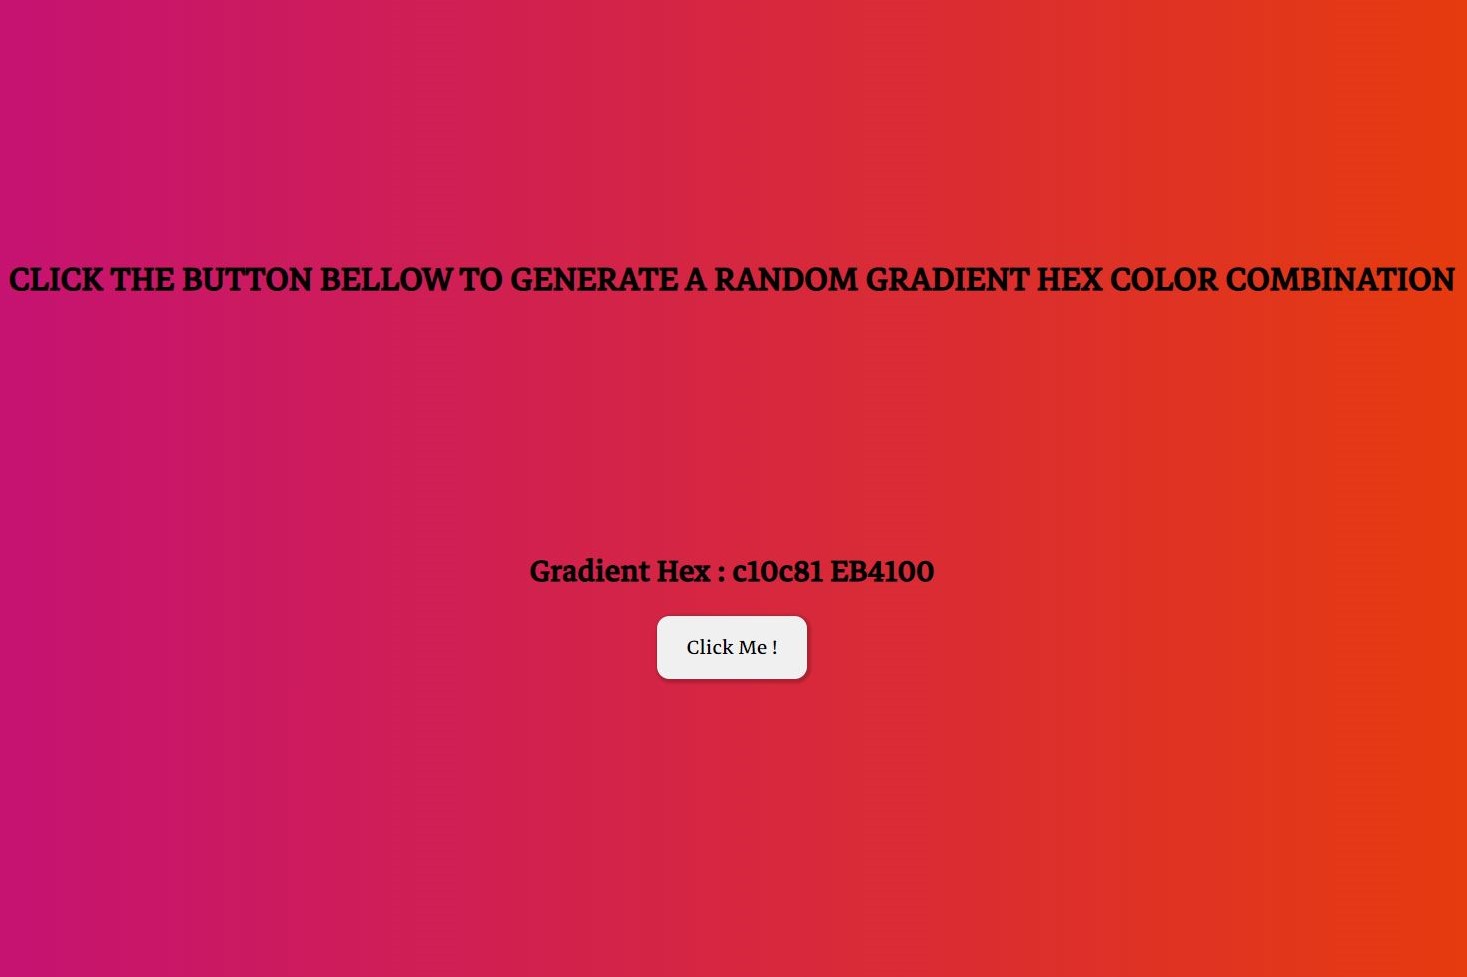 CLICK THE BUTTON BELLOW TO GENERATE A RANDOM GRADIENT HEX COLOR COMBINATION
Gradient Hex : c10c81 EB4100
Click Me !